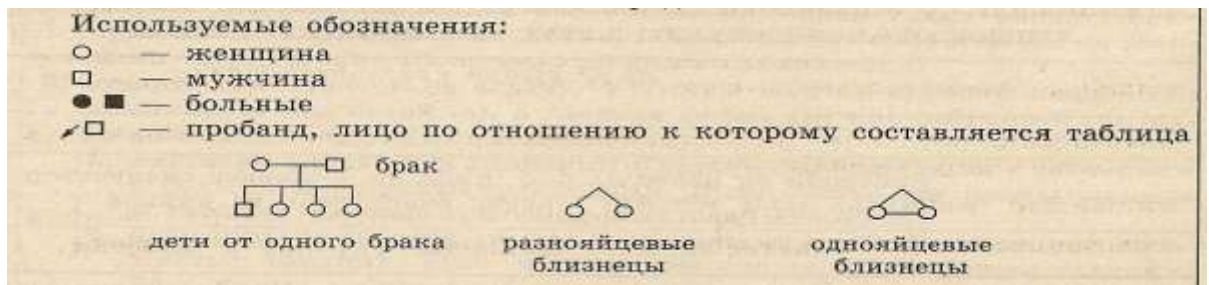 Используемые обозначения:
— женщина
— мужчина
— больные
— пробанд, лицо по отношению к которому составляется таблица
брак
дети от одного брака
разнояйцевые
близнецы
однояйцевые
близнецы